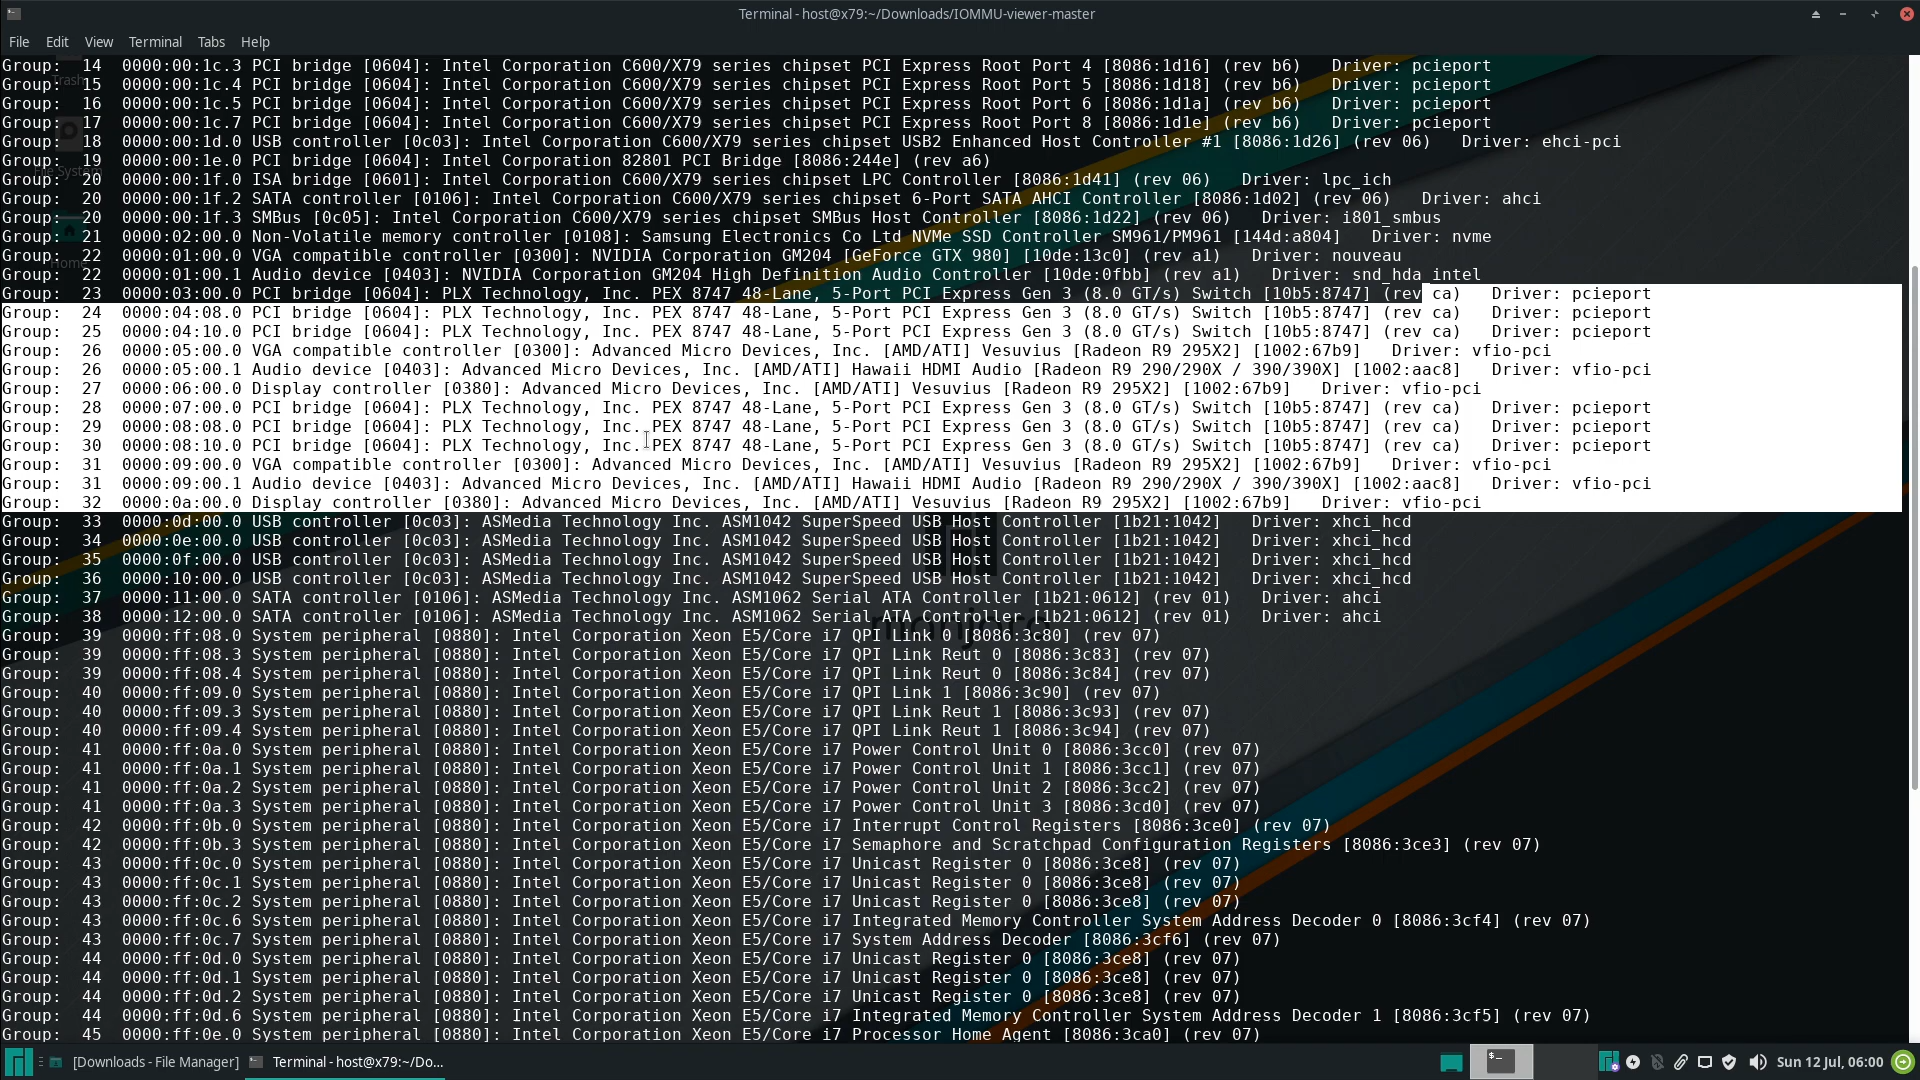 Terminal - host@x79:~/Downloads/IOMMU-viewer-master
File Edit View Terminal Tabs Help
Group: 14 0000:00:1c.3 PCI bridge [0604]: Intel Corporation C600/X79 series chipset PCI Express Root Port 4 [8086:1d16] (rev b6) Driver: pcieport
Group: 15 0000:00:1c.4 PCI bridge [0604]: Intel Corporation C600/X79 series chipset PCI Express Root Port 5 [8086:1d18] (rev b6) Driver: pcieport
Group: 16 0000:00:1c.5 PCI bridge [0604]: Intel Corporation C600/X79 series chipset PCI Express Root Port 6 [8086:1d1a] (rev b6) Driver: pcieport
Group: 17 0000:00:1c.7 PCI bridge [0604]: Intel Corporation C600/X79 series chipset PCI Express Root Port 8 [8086:1d1e] (rev b6) Driver: pcieport
Group: 18 0000:00:1d.0 USB controller [0c03]: Intel Corporation C600/X79 series chipset USB2 Enhanced Host Controller #1 [8086:1d26] (rev 06) Driver: ehci-pci
Group: 19 0000:00:1e.0 PCI bridge [0604]: Intel Corporation 82801 PCI Bridge [8086:244e] (rev a6)
Group: 20 0000:00:1f.0 ISA bridge [0601]: Intel Corporation C600/X79 series chipset LPC Controller [8086:1d41] (rev 06) Driver: lpc_ich
Group: 20 0000:00:1f.2 SATA controller [0106]: Intel Corporation C600/X79 series chipset 6-Port SATA AHCI Controller [8086:1d02] (rev 06) Driver: ahci
Group: 20 0000:00:1f.3 SMBus [0c05]: Intel Corporation C600/X79 series chipset SMBus Host Controller [8086:1d22] (rev 06) Driver: i801_smbus
Group: 21 0000:02:00.0 Non-Volatile memory controller [0108]: Samsung Electronics Co Ltd NVMe SSD Controller SM961/PM961 [144d:a804] Driver: nvme
Group: 22 0000:01:00.0 VGA compatible controller [0300]: NVIDIA Corporation GM204 [GeForce GTX 980] [10de:13c0] (rev a1) Driver: nouveau
Group: 22 0000:01:00.1 Audio device [0403]: NVIDIA Corporation GM204 High Definition Audio Controller [10de:0fbb] (rev a1) Driver: snd_hda_intel
Group: 23 0000:03:00.0 PCI bridge [0604]: PLX Technology, Inc. PEX 8747 48-Lane, 5-Port PCI Express Gen 3 (8.0 GT/s) Switch [10b5:8747] (rev ca) Driver: pcieport
Group: 24 0000:04:08.0 PCI bridge [0604]: PLX Technology, Inc. PEX 8747 48-Lane, 5-Port PCI Express Gen 3 (8.0 GT/s) Switch [10b5:8747] (rev ca) Driver: pcieport
Group: 25 0000:04:10.0 PCI bridge [0604]: PLX Technology, Inc. PEX 8747 48-Lane, 5-Port PCI Express Gen 3 (8.0 GT/s) Switch [10b5:8747] (rev ca) Driver: pcieport
Group: 26 0000:05:00.0 VGA compatible controller [0300]: Advanced Micro Devices, Inc. [AMD/ATI] Vesuvius [Radeon R9 295X2] [1002:67b9] Driver: vfio-pci
Group: 26 0000:05:00.1 Audio device [0403]: Advanced Micro Devices, Inc. [AMD/ATI] Hawaii HDMI Audio [Radeon R9 290/290X / 390/390X] [1002:aac8] Driver: vfio-pci
Group: 27 0000:06:00.0 Display controller [0380]: Advanced Micro Devices, Inc. [AMD/ATI] Vesuvius [Radeon R9 295X2] [1002:67b9] Driver: vfio-pci
Group: 28 0000:07:00.0 PCI bridge [0604]: PLX Technology, Inc. PEX 8747 48-Lane, 5-Port PCI Express Gen 3 (8.0 GT/s) Switch [10b5:8747] (rev ca) Driver: pcieport
Group: 29 0000:08:08.0 PCI bridge [0604]: PLX Technology, Inc. PEX 8747 48-Lane, 5-Port PCI Express Gen 3 (8.0 GT/s) Switch [10b5:8747] (rev ca) Driver: pcieport
Group: 30 0000:08:10.0 PCI bridge [0604]: PLX Technology, Inc. PEX 8747 48-Lane, 5-Port PCI Express Gen 3 (8.0 GT/s) Switch [10b5:8747] (rev ca) Driver: pcieport
Group: 31 0000:09:00.0 VGA compatible controller [0300]: Advanced Micro Devices, Inc. [AMD/ATI] Vesuvius [Radeon R9 295X2] [1002:67b9] Driver: vfio-pci
Group: 31 0000:09:00.1 Audio device [0403]: Advanced Micro Devices, Inc. [AMD/ATI] Hawaii HDMI Audio [Radeon R9 290/290X / 390/390X] [1002:aac8] Driver: vfio-pci
Group: 32 0000:0a:00.0 Display controller [0380]: Advanced Micro Devices, Inc. [AMD/ATI] Vesuvius [Radeon R9 295X2] [1002:67b9] Driver: vfio-pci
Group: 33 0000:0d:00.0 USB controller [0c03]: ASMedia Technology Inc. ASM1042 SuperSpeed USB Host Controller [1b21:1042] Driver: xhci_hcd
Group: 34 0000:0e:00.0 USB controller [0c03]: ASMedia Technology Inc. ASM1042 SuperSpeed USB Host Controller [1b21:1042] Driver: xhci_hcd
Group: 35 0000:0f:00.0 USB controller [0c03]: ASMedia Technology Inc. ASM1042 SuperSpeed USB Host Controller [1b21:1042] Driver: xhci_hcd
Group: 36 0000:10:00.0 USB controller [0c03]: ASMedia Technology Inc. ASM1042 SuperSpeed USB Host Controller [1b21:1042] Driver: xhci_hcd
Group: 37 0000:11:00.0 SATA controller [0106]: ASMedia Technology Inc. ASM1062 Serial ATA Controller [1b21:0612] (rev 01) Driver: ahci
Group: 38 0000:12:00.0 SATA controller [0106]: ASMedia Technology Inc. ASM1062 Serial ATA Controller [1b21:0612] (rev 01) Driver: ahci
Group: 39 0000:ff:08.0 System peripheral [0880]: Intel Corporation Xeon E5/Core i7 QPI Link 0 [8086:3c80] (rev 07)
Group: 39 0000:ff:08.3 System peripheral [0880]: Intel Corporation Xeon E5/Core i7 QPI Link Reut 0 [8086:3c83] (rev 07)
Group: 39 0000:ff:08.4 System peripheral [0880]: Intel Corporation Xeon E5/Core i7 QPI Link Reut 0 [8086:3c84] (rev 07)
Group: 40 0000:ff:09.0 System peripheral [0880]: Intel Corporation Xeon E5/Core i7 QPI Link 1 [8086:3c90] (rev 07)
Group: 40 0000:ff:09.3 System peripheral [0880]: Intel Corporation Xeon E5/Core i7 QPI Link Reut 1 [8086:3c93] (rev 07)
Group: 40 0000:ff:09.4 System peripheral [0880]: Intel Corporation Xeon E5/Core i7 QPI Link Reut 1 [8086:3c94] (rev 07)
Group: 41 0000:ff:0a.0 System peripheral [0880]: Intel Corporation Xeon E5/Core i7 Power Control Unit 0 [8086:3cc0] (rev 07)
Group: 41 0000:ff:0a.1 System peripheral [0880]: Intel Corporation Xeon E5/Core i7 Power Control Unit 1 [8086:3cc1] (rev 07)
Group: 41 0000:ff:0a.2 System peripheral [0880]: Intel Corporation Xeon E5/Core i7 Power Control Unit 2 [8086:3cc2] (rev 07)
Group: 41 0000:ff:0a.3 System peripheral [0880]: Intel Corporation Xeon E5/Core i7 Power Control Unit 3 [8086:3cd0] (rev 07)
Group: 42 0000:ff:0b.0 System peripheral [0880]: Intel Corporation Xeon E5/Core i7 Interrupt Control Registers [8086:3ce0] (rev 07)
Group: 42 0000:ff:0b.3 System peripheral [0880]: Intel Corporation Xeon E5/Core i7 Semaphore and Scratchpad Configuration Registers [8086:3ce3] (rev 07)
Group: 43 0000:ff:0c.0 System peripheral [0880]: Intel Corporation Xeon E5/Core i7 Unicast Register 0 [8086:3ce8] (rev 07)
Group: 43 0000:ff:0c.1 System peripheral [0880]: Intel Corporation Xeon E5/Core i7 Unicast Register 0 [8086:3ce8] (rev 07)
Group: 43 0000:ff:0c.2 System peripheral [0880]: Intel Corporation Xeon E5/Core i7 Unicast Register 0 [8086:3ce8] (rev 07)
Group: 43 0000:ff:0c.6 System peripheral [0880]: Intel Corporation Xeon E5/Core i7 Integrated Memory Controller System Address Decoder 0 [8086:3cf4] (rev 07)
Group: 43 0000:ff:0c.7 System peripheral [0880]: Intel Corporation Xeon E5/Core i7 System Address Decoder [8086:3cf6] (rev 07)
Group: 44 0000:ff:0d.0 System peripheral [0880]: Intel Corporation Xeon E5/Core i7 Unicast Register 0 [8086:3ce8] (rev 07)
Group: 44 0000:ff:0d.1 System peripheral [0880]: Intel Corporation Xeon E5/Core i7 Unicast Register 0 [8086:3ce8] (rev 07)
Group: 44 0000:ff:0d.2 System peripheral [0880]: Intel Corporation Xeon E5/Core i7 Unicast Register 0 [8086:3ce8] (rev 07)
Group: 44 0000:ff:0d.6 System peripheral [0880]: Intel Corporation Xeon E5/Core i7 Integrated Memory Controller System Address Decoder 1 [8086:3cf5] (rev 07)
Group: 45 0000:ff:0e.0 System peripheral [0880]: Intel Corporation Xeon E5/Core i7 Processor Home Agent [8086:3ca0] (rev 07)
Trash
File System
Home
manjaro
[Downloads - File Manager] Terminal - host@x79:~/Do... Sun 12 Jul, 06:00